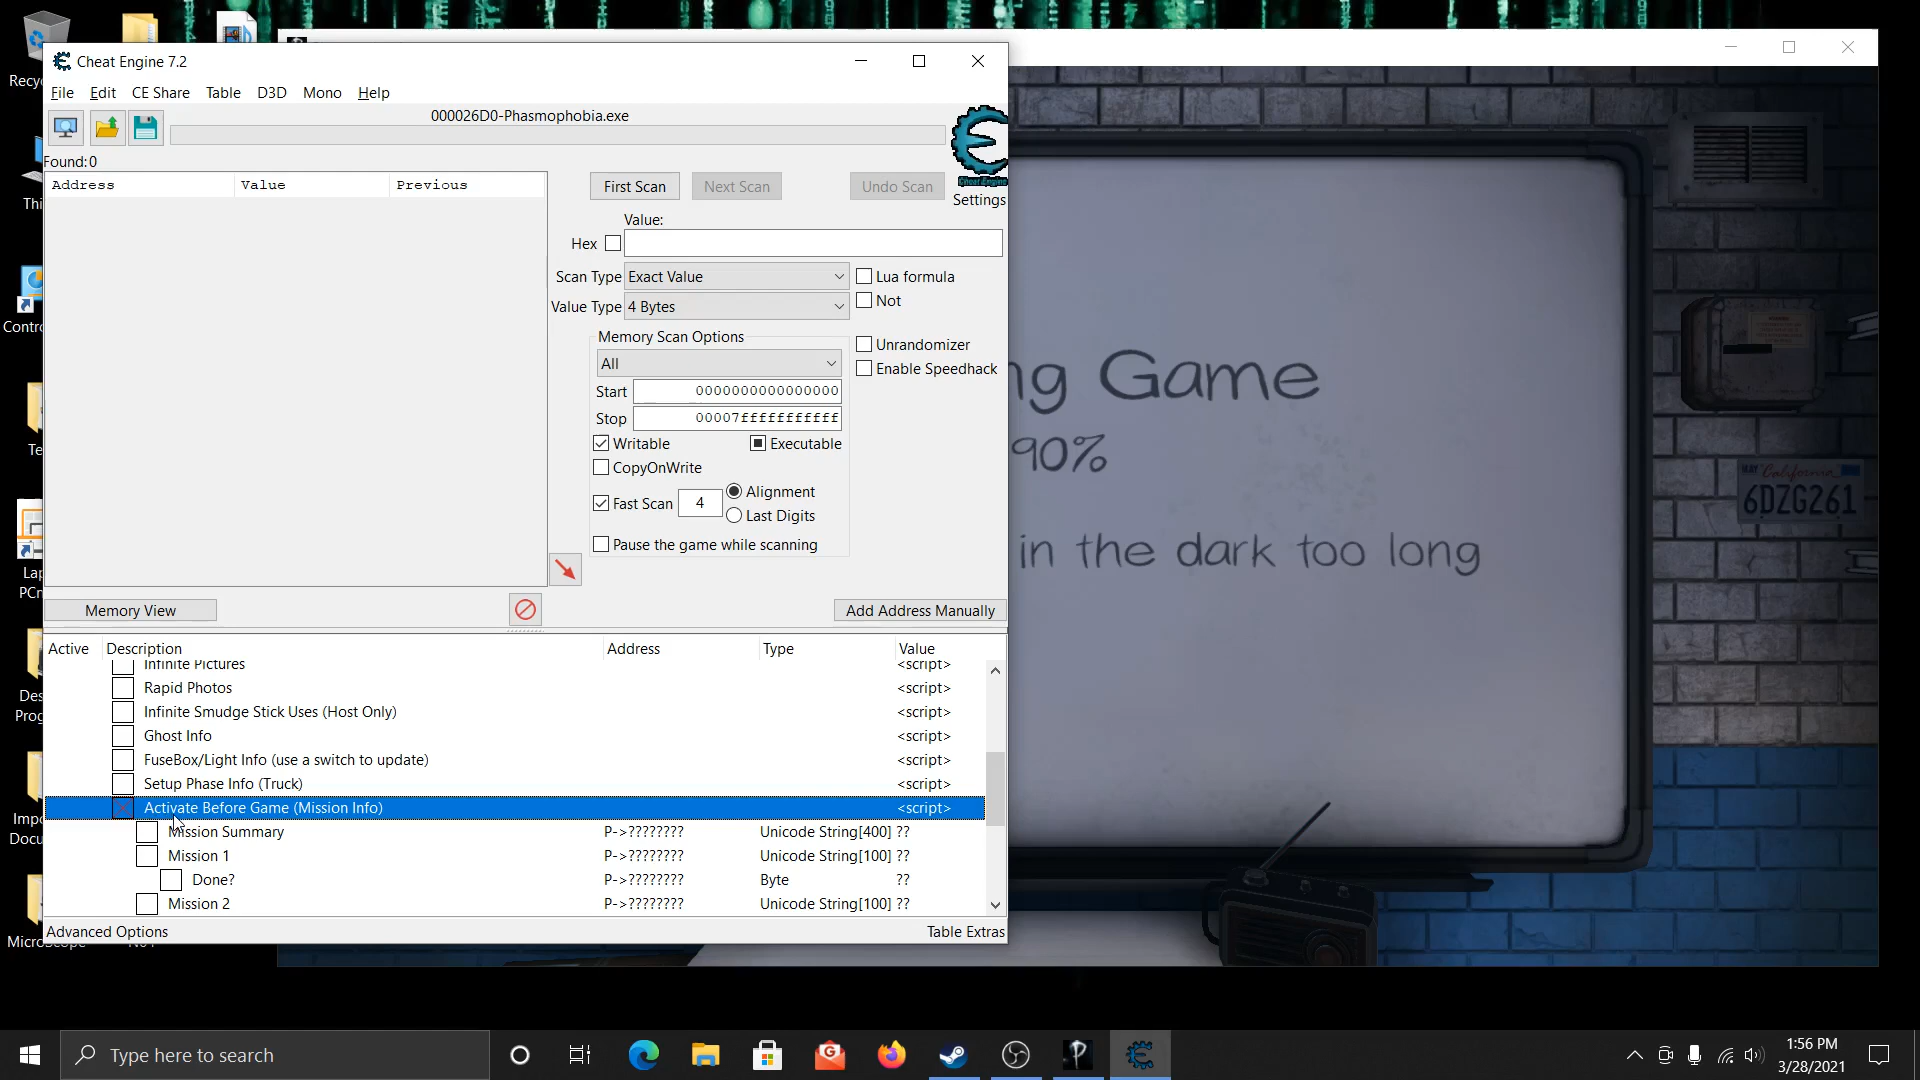 Recyc
Cheat Engine 7.2
File Edit CE Share Table D3D Mono Help
000026D0-Phasmophobia.exe
Found:0
Address Value Previous
First Scan Next Scan Undo Scan
Cheat Engine
Settings
Value:
Hex
Scan Type Exact Value Lua formula
Not
Value Type 4 Bytes
Memory Scan Options
All
Unrandomizer
Enable Speedhack
Start 0000000000000000
Stop 00007fffffffffff
Writable Executable
CopyOnWrite
Fast Scan 4 Alignment
Last Digits
Pause the game while scanning
Memory View Add Address Manually
Active Description Address Type Value
Infinite Pictures <script>
Rapid Photos <script>
Infinite Smudge Stick Uses (Host Only) <script>
Ghost Info <script>
FuseBox/Light Info (use a switch to update) <script>
Setup Phase Info (Truck) <script>
Activate Before Game (Mission Info) <script>
Mission Summary P->???????? Unicode String[400] ??
Mission 1 P->???????? Unicode String[100] ??
Done? P->???????? Byte ??
Mission 2 P->???????? Unicode String[100] ??
Advanced Options Table Extras
Thi
Contro
Te
Lap
PCn
Des
Prog
Impo
Docu
MicroScope
ng Game
90%
in the dark too long
California
6DZG261
Type here to search
1:56 PM
3/28/2021